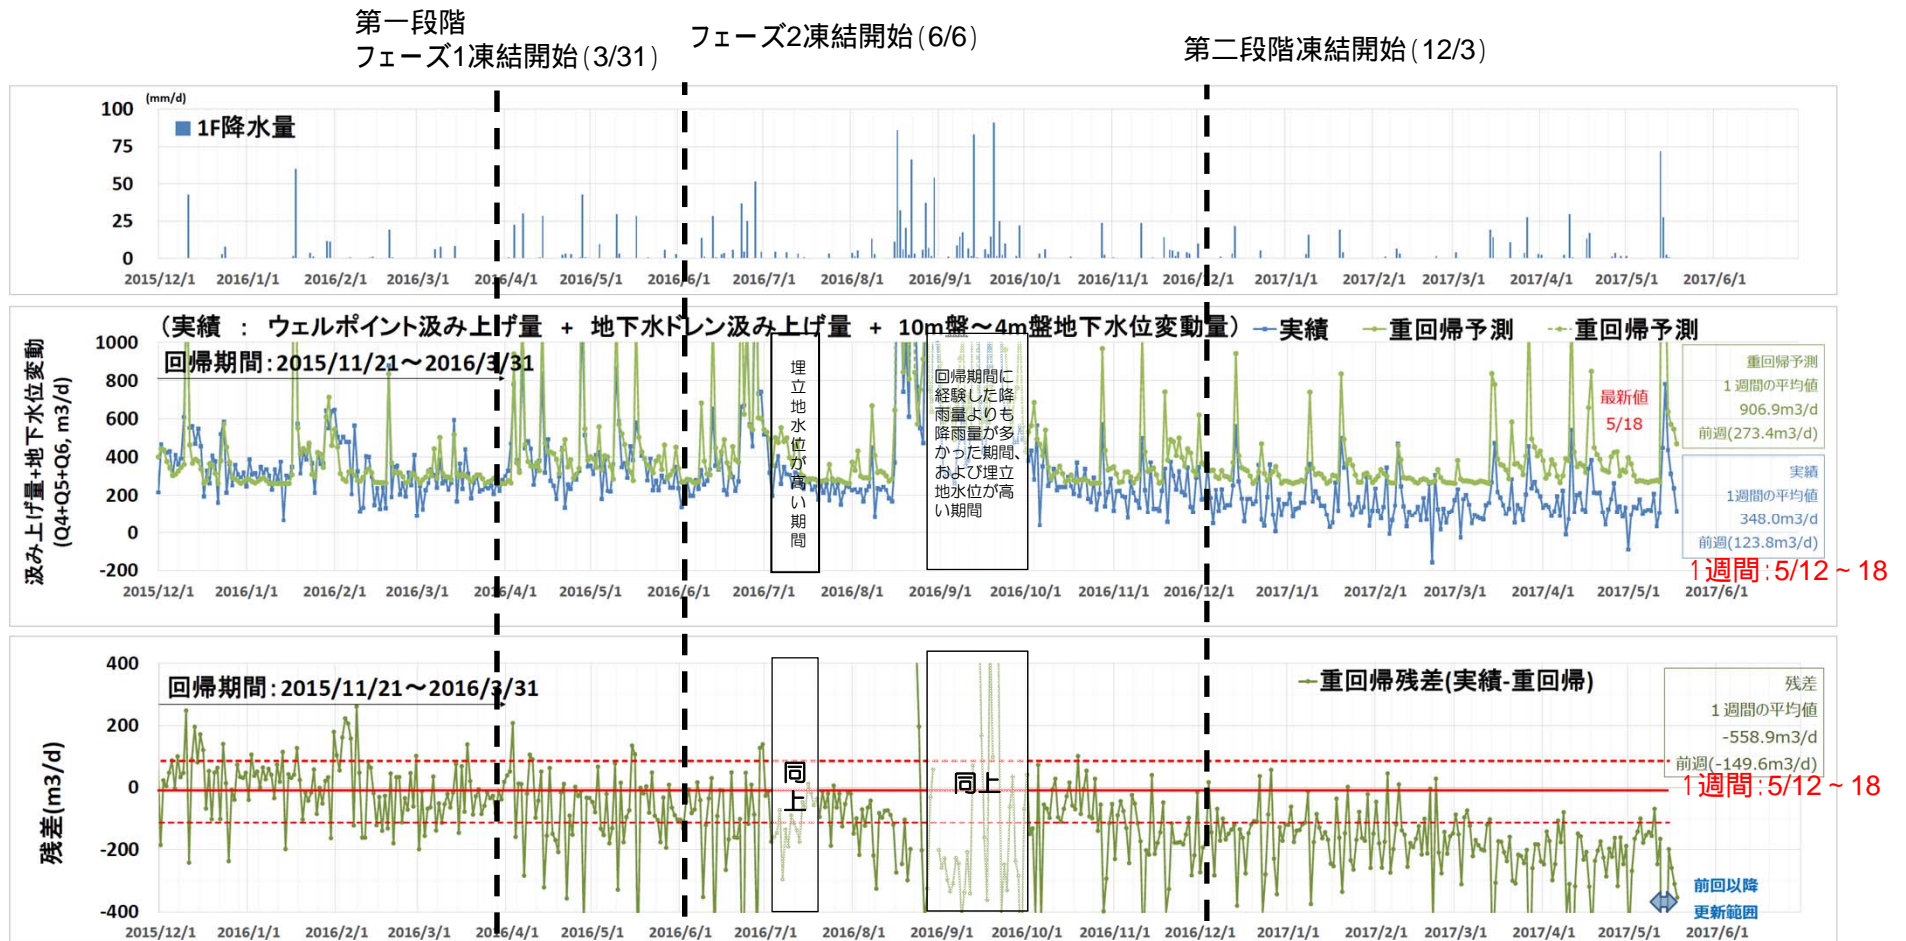 第一段階
フェーズ1凍結開始(3/31)
フェーズ2凍結開始(6/6)
第二段階凍結開始(12/3)
(mm/d)
1F降水量
100
75
50
25
0
2015/12/1 2016/1/1 2016/2/1 2016/3/1 2016/4/1 2016/5/1 2016/6/1 2016/7/1 2016/8/1 2016/9/1 2016/10/1 2016/11/1 2016/12/1 2017/1/1 2017/2/1 2017/3/1 2017/4/1 2017/5/1 2017/6/1
(実績 : ウェルポイント汲み上げ量 + 地下水ドレン汲み上げ量 + 10m盤～4m盤地下水位変動量)
実績 重回帰予測 重回帰予測
回帰期間:2015/11/21～2016/3/31
汲み上げ量+地下水位変動
(Q4+Q5+Q6, m3/d)
1000
800
600
400
200
0
-200
埋立地水位が高い期間
回帰期間に
経験した降
雨量よりも
降雨量が多
かった期間、
および埋立
地水位が高
い期間
最新値
5/18
重回帰予測
1週間の平均値
906.9m3/d
前週(273.4m3/d)
実績
1週間の平均値
348.0m3/d
前週(123.8m3/d)
1週間:5/12~18
2015/12/1 2016/1/1 2016/2/1 2016/3/1 2016/4/1 2016/5/1 2016/6/1 2016/7/1 2016/8/1 2016/9/1 2016/10/1 2016/11/1 2016/12/1 2017/1/1 2017/2/1 2017/3/1 2017/4/1 2017/5/1 2017/6/1
回帰期間:2015/11/21～2016/3/31
重回帰残差(実績-重回帰)
残差(m3/d)
400
200
0
-200
-400
同上
同上
残差
1週間の平均値
-558.9m3/d
前週(-149.6m3/d)
1週間:5/12~18
前回以降
更新範囲
2015/12/1 2016/1/1 2016/2/1 2016/3/1 2016/4/1 2016/5/1 2016/6/1 2016/7/1 2016/8/1 2016/9/1 2016/10/1 2016/11/1 2016/12/1 2017/1/1 2017/2/1 2017/3/1 2017/4/1 2017/5/1 2017/6/1